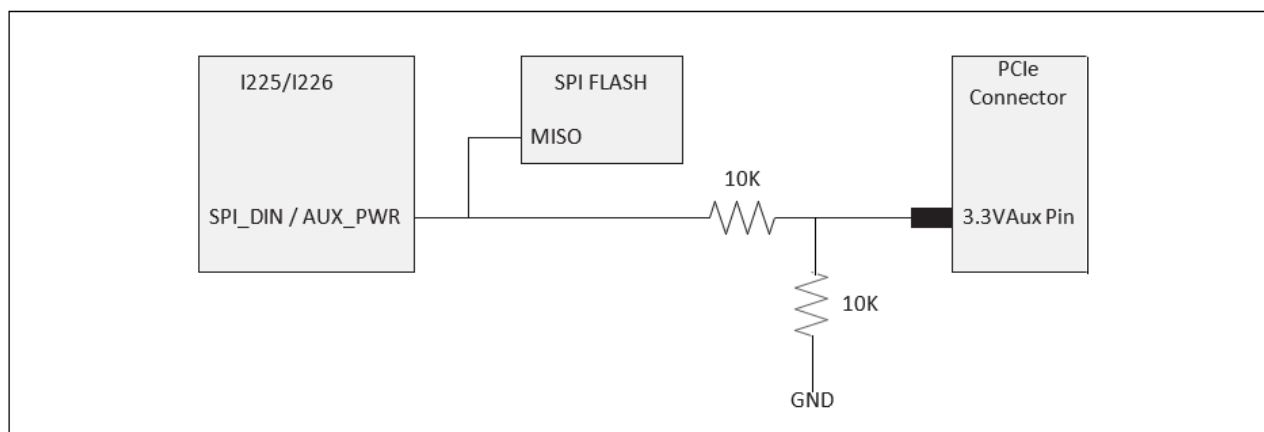 I225/I226
SPI FLASH
PCIe
Connector
MISO
10K
SPI_DIN / AUX_PWR
3.3VAux Pin
10K
GND